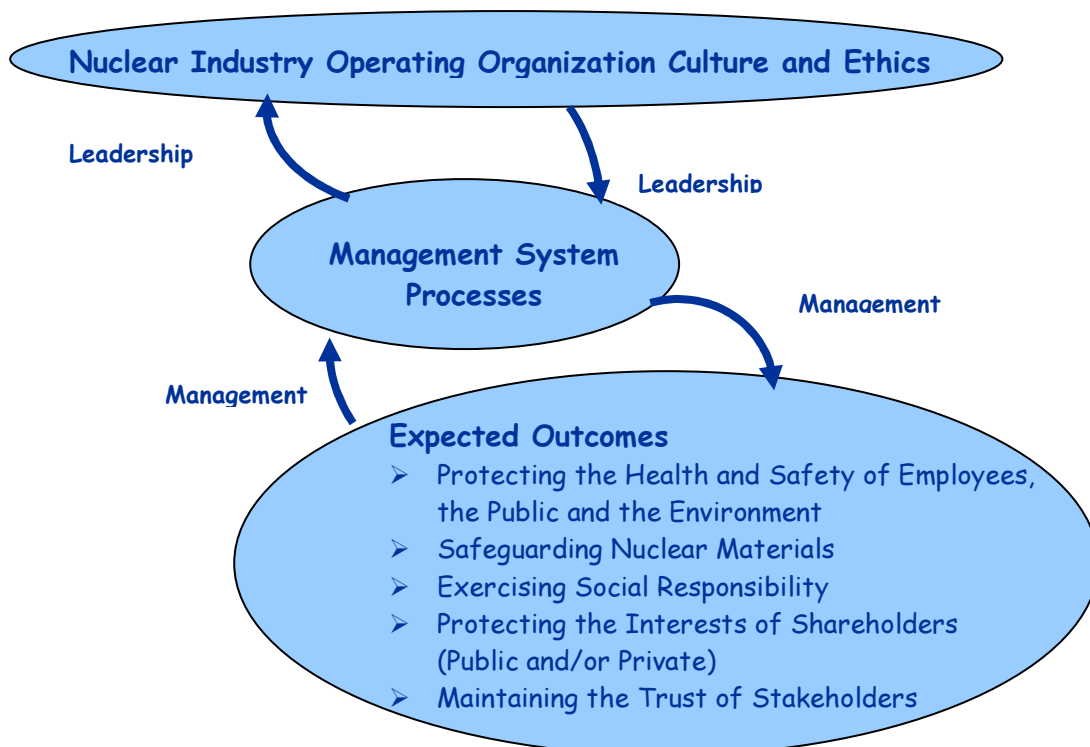 Nuclear Industry Operating Organization Culture and Ethics
Leadership
Leadership
Management System
Processes
Management
Management
Expected Outcomes
➢ Protecting the Health and Safety of Employees,
the Public and the Environment
➢ Safeguarding Nuclear Materials
➢ Exercising Social Responsibility
➢ Protecting the Interests of Shareholders
(Public and/or Private)
➢ Maintaining the Trust of Stakeholders